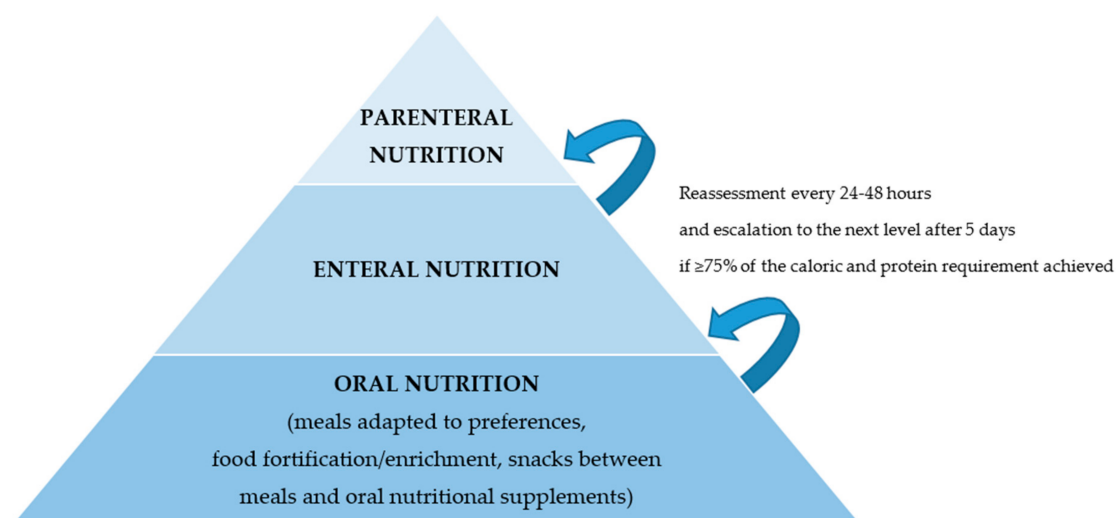 PARENTERAL
NUTRITION
Reassessment every 24-48 hours
and escalation to the next level after 5 days
if ≥75% of the caloric and protein requirement achieved
ENTERAL NUTRITION
ORAL NUTRITION
(meals adapted to preferences,
food fortification/enrichment, snacks between
meals and oral nutritional supplements)